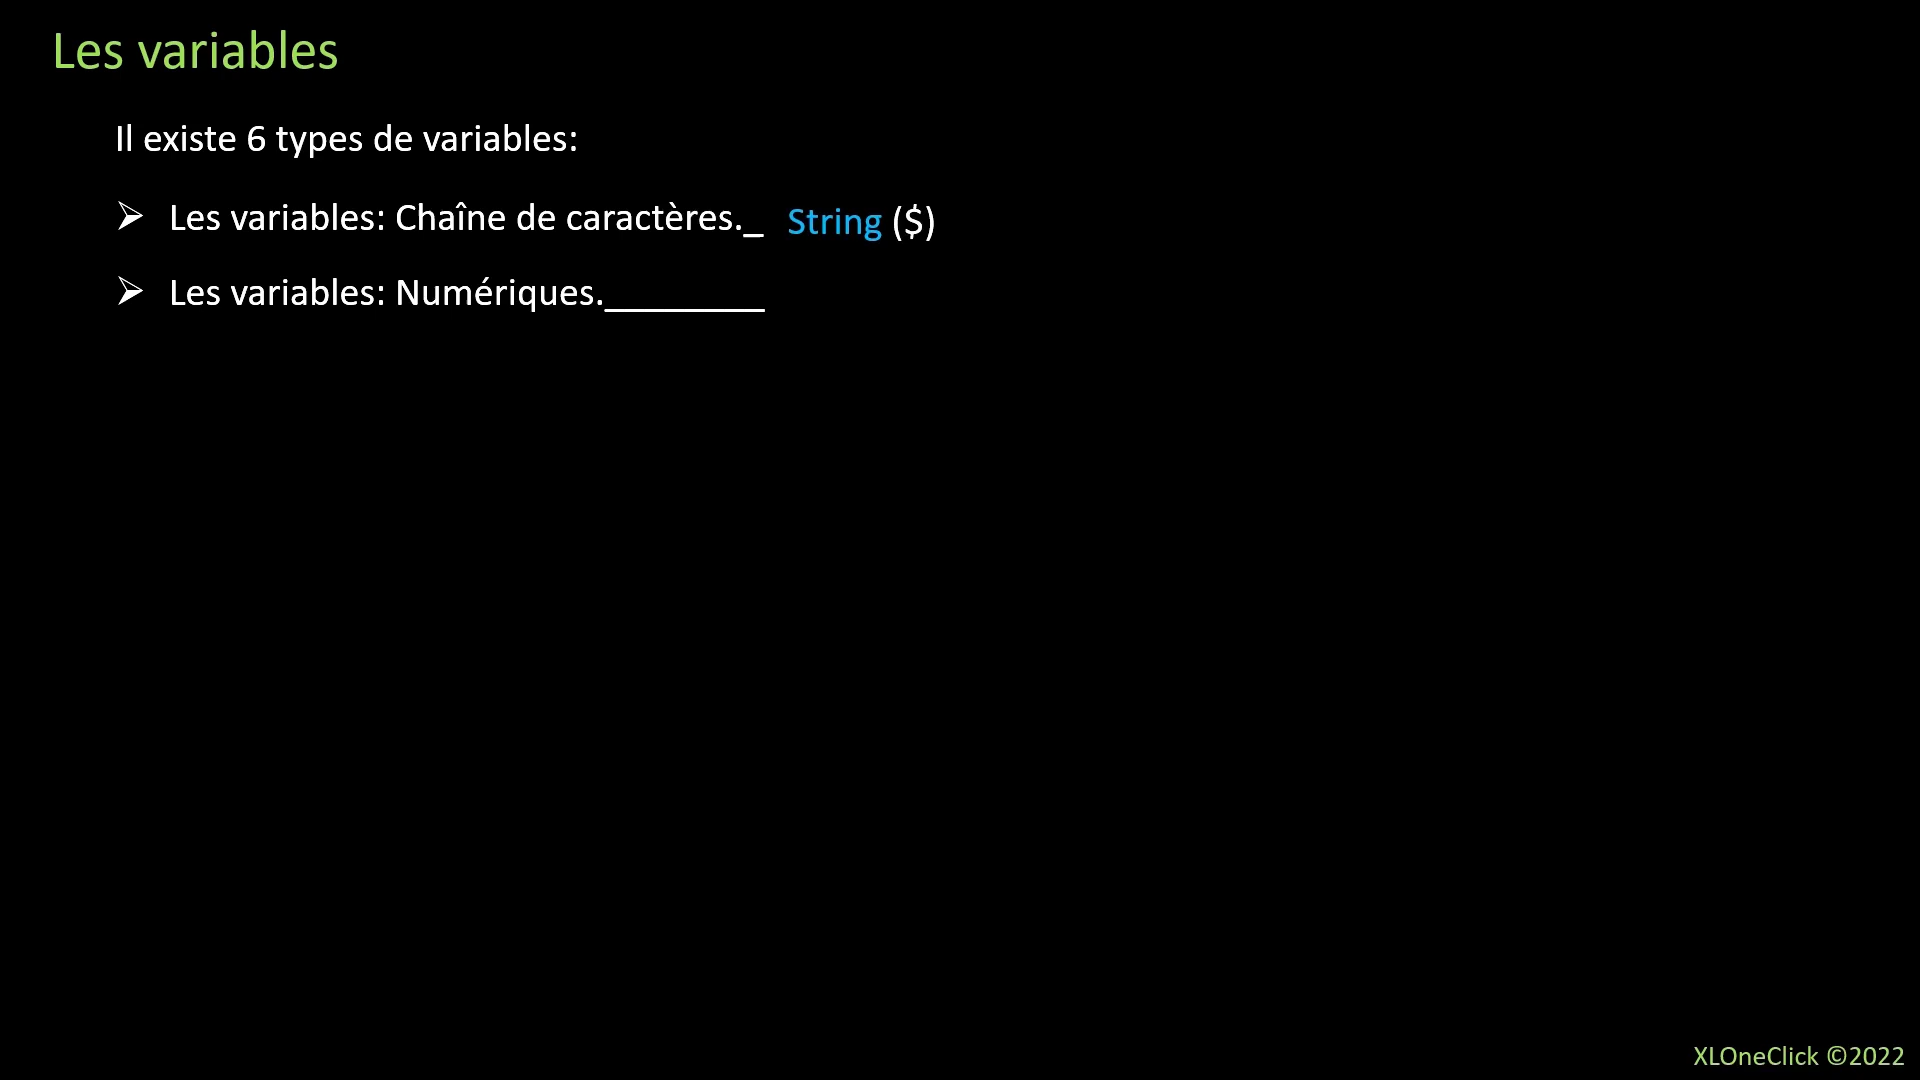 Les variables
Il existe 6 types de variables:
➢ Les variables: Chaîne de caractères._ String ($)
➢ Les variables: Numériques.________
XLOneClick ©2022